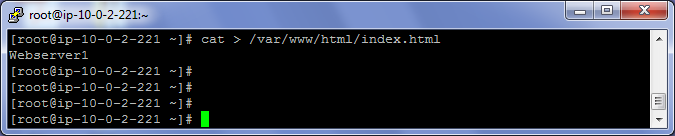 root@ip-10-0-2-221:~
[root@ip-10-0-2-221 ~]# cat > /var/www/html/index.html
Webserver1
[root@ip-10-0-2-221 ~]#
[root@ip-10-0-2-221 ~]#
[root@ip-10-0-2-221 ~]#
[root@ip-10-0-2-221 ~]#